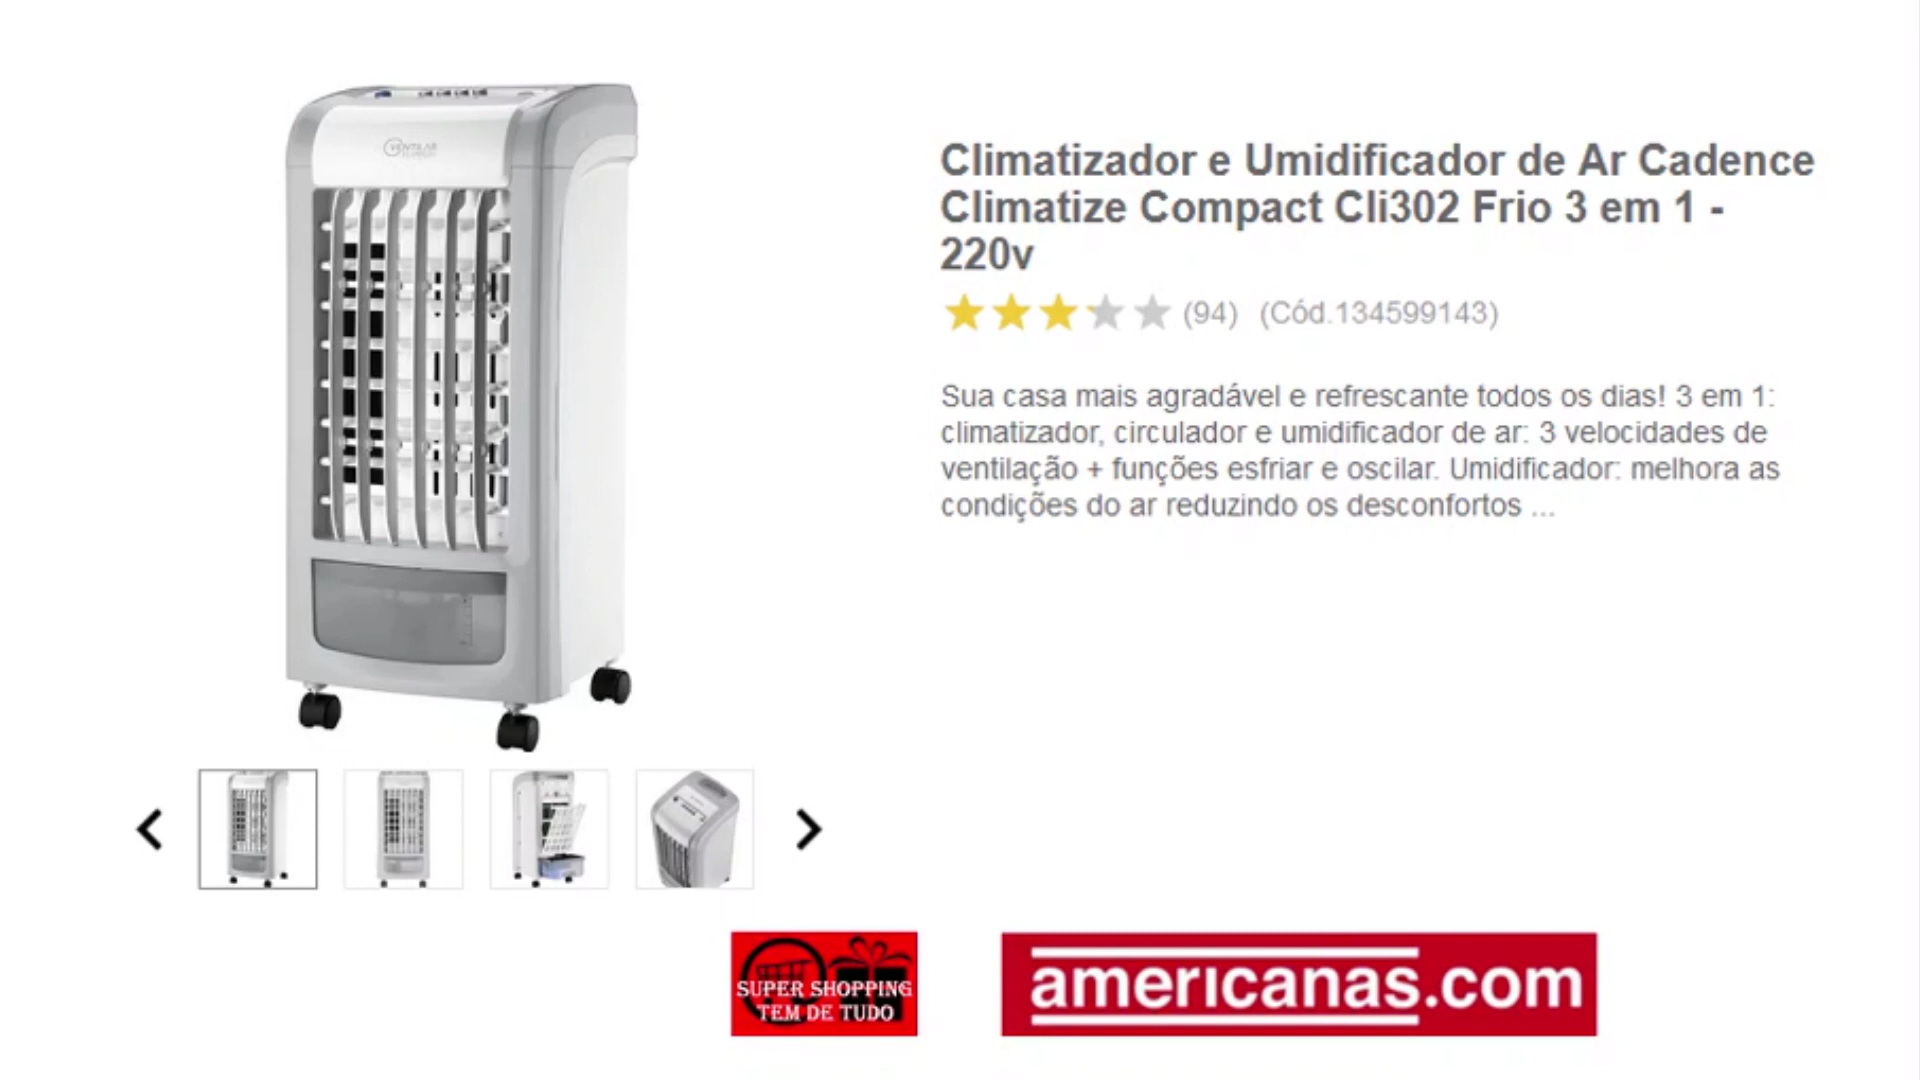 VENTILAR
Climatizador e Umidificador de Ar Cadence
Climatize Compact Cli302 Frio 3 em 1 -
220v
(94) (Cód.134599143)
Sua casa mais agradável e refrescante todos os dias! 3 em 1:
climatizador, circulador e umidificador de ar: 3 velocidades de
ventilação + funções esfriar e oscilar. Umidificador: melhora as
condições do ar reduzindo os desconfortos ...
SUPER SHOPPING
TEM DE TUDO
americanas.com